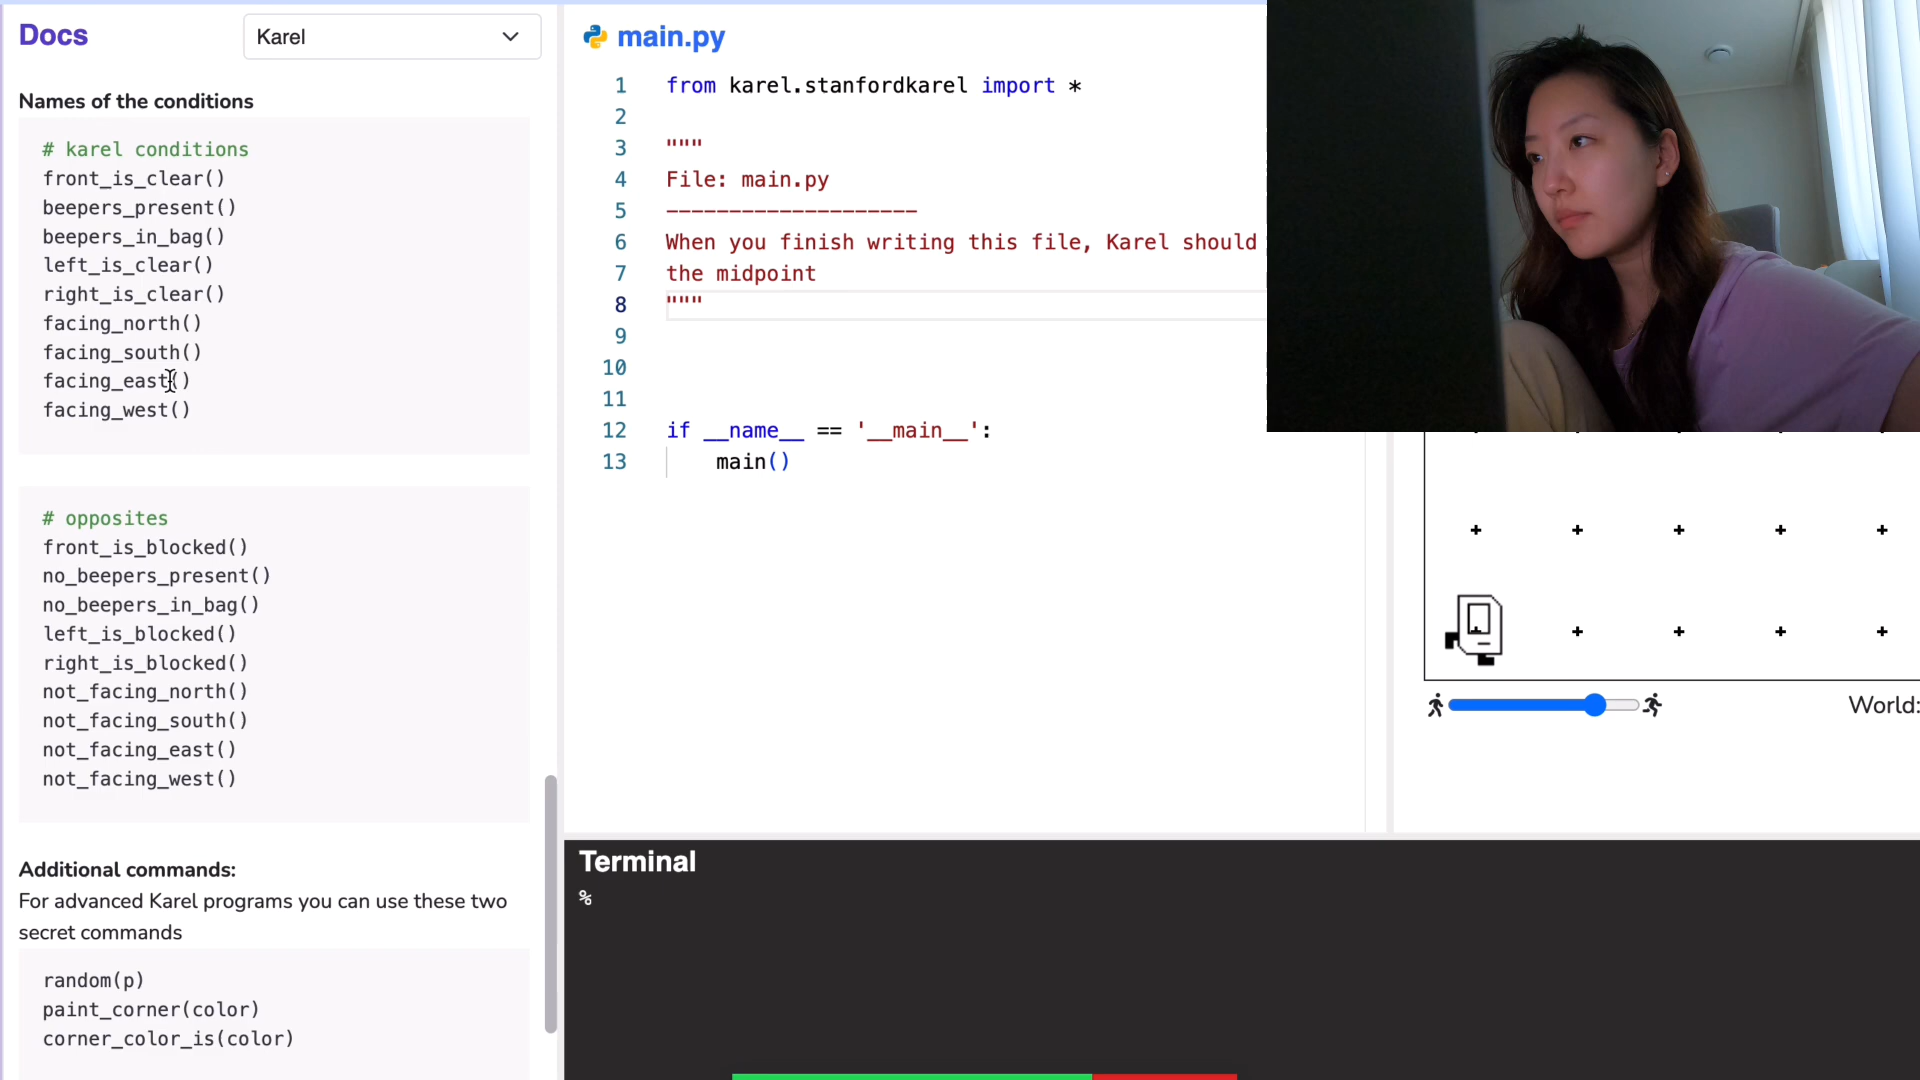 Docs
Karel
Names of the conditions
# karel conditions
front_is_clear()
beepers_present()
beepers_in_bag()
left_is_clear()
right_is_clear()
facing_north()
facing_south()
facing_east()
facing_west()
# opposites
front_is_blocked()
no_beepers_present()
no_beepers_in_bag()
left_is_blocked()
right_is_blocked()
not_facing_north()
not_facing_south()
not_facing_east()
not_facing_west()
Additional commands:
For advanced Karel programs you can use these two
secret commands
random(p)
paint_corner(color)
corner_color_is(color)
main.py
1 from karel.stanfordkarel import *
2
3 """
4 File: main.py
5 --------------------
6 When you finish writing this file, Karel should
7 the midpoint
8 """
9
10
11
12 if __name__ == '__main__':
13 main()
World:
Terminal
%